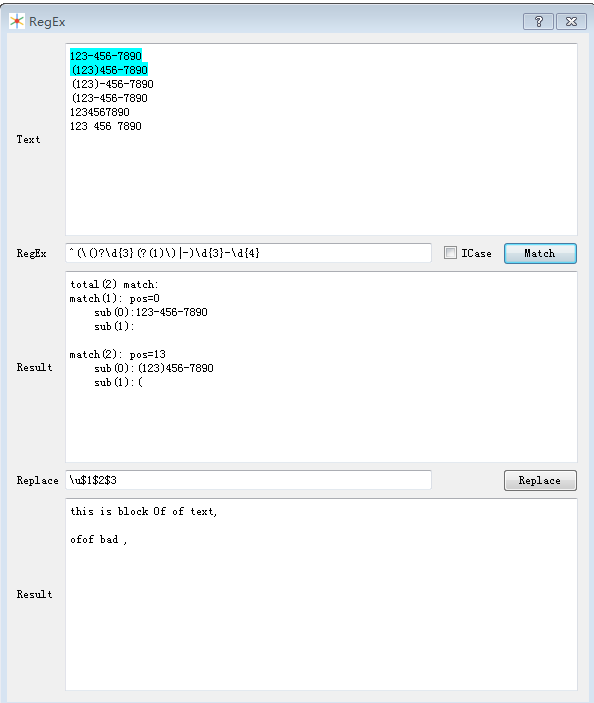 RegEx
Text
123-456-7890
(123)456-7890
(123)-456-7890
(123-456-7890
1234567890
123 456 7890
RegEx
^(\()?\d{3}(?(1)\)|-)\d{3}-\d{4}
ICase
Match
Result
total(2) match:
match(1): pos=0
sub(0):123-456-7890
sub(1):
match(2): pos=13
sub(0):(123)456-7890
sub(1):(
Replace
\u$1$2$3
Replace
Result
this is block Of of text,
ofof bad ,